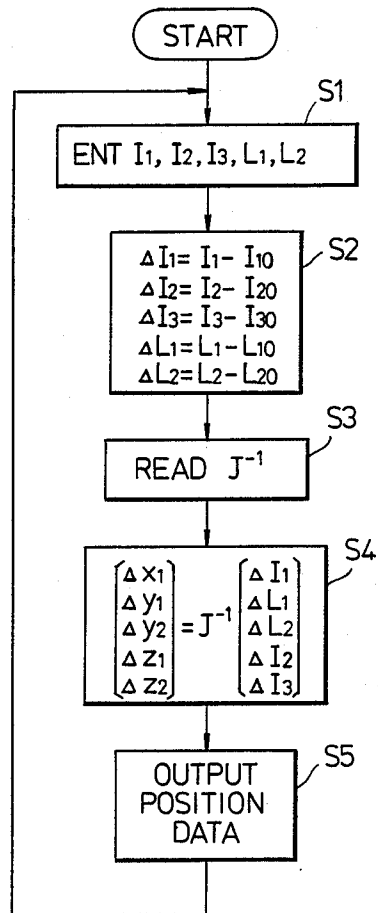 START
S1
ENT I₁, I₂, I₃, L₁, L₂
S2
ΔI₁= I₁ – I₁₀
ΔI₂= I₂ – I₂₀
ΔI₃= I₃ – I₃₀
ΔL₁= L₁ – L₁₀
ΔL₂= L₂ – L₂₀
S3
READ J⁻¹
S4
Δx₁ ΔI₁
Δy₁ ΔL₁
Δy₂ = J⁻¹ ΔL₂
Δz₁ ΔI₂
Δz₂ ΔI₃
S5
OUTPUT
POSITION
DATA